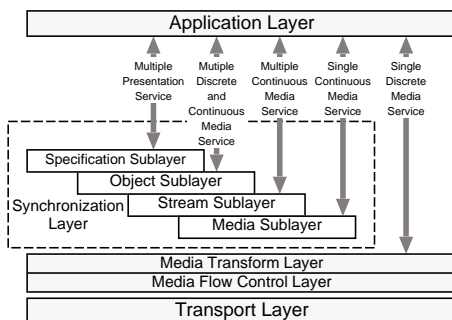 Application Layer
Multiple
Presentation
Service
Mutiple
Discrete
and
Continuous
Media
Service
Multiple
Continuous
Media
Service
Single
Continuous
Media
Service
Single
Discrete
Media
Service
Specification Sublayer
Object Sublayer
Stream Sublayer
Media Sublayer
Synchronization
Layer
Media Transform Layer
Media Flow Control Layer
Transport Layer